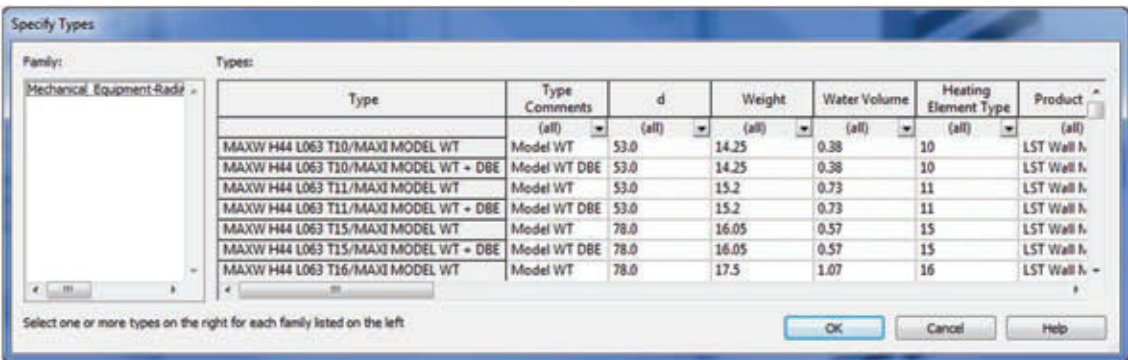 Specify Types
Family:
Types:
Mechanical_Equipment-Radia
Type Type Comments d Weight Water Volume Heating Element Type Product
(all) (all) (all) (all) (all) (all)
MAXW H44 L063 T10/MAXI MODEL WT Model WT 53.0 14.25 0.38 10 LST Wall M
MAXW H44 L063 T10/MAXI MODEL WT + DBE Model WT DBE 53.0 14.25 0.38 10 LST Wall M
MAXW H44 L063 T11/MAXI MODEL WT Model WT 53.0 15.2 0.73 11 LST Wall M
MAXW H44 L063 T11/MAXI MODEL WT + DBE Model WT DBE 53.0 15.2 0.73 11 LST Wall M
MAXW H44 L063 T15/MAXI MODEL WT Model WT 78.0 16.05 0.57 15 LST Wall M
MAXW H44 L063 T15/MAXI MODEL WT + DBE Model WT DBE 78.0 16.05 0.57 15 LST Wall M
MAXW H44 L063 T16/MAXI MODEL WT Model WT 78.0 17.5 1.07 16 LST Wall M
Select one or more types on the right for each family listed on the left
OK Cancel Help